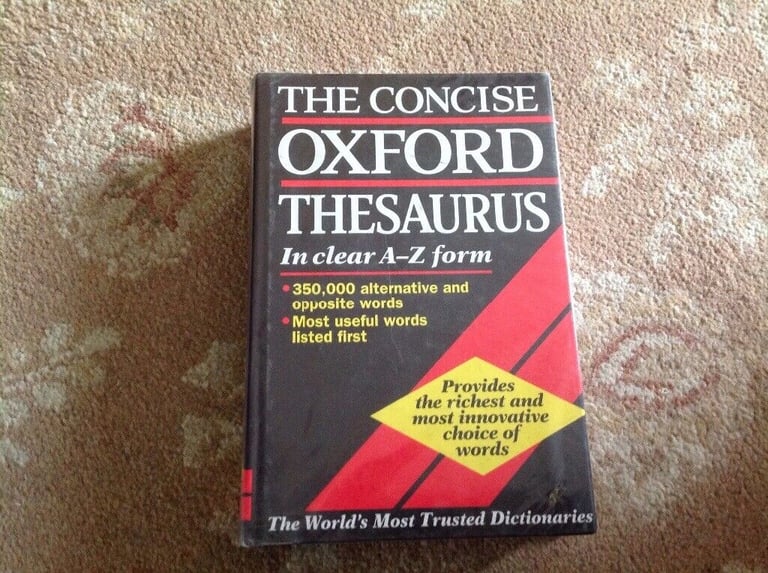 THE CONCISE
OXFORD
THESAURUS
In clear A–Z form
• 350,000 alternative and
opposite words
• Most useful words
listed first
Provides
the richest and
most innovative
choice of
words
The World's Most Trusted Dictionaries